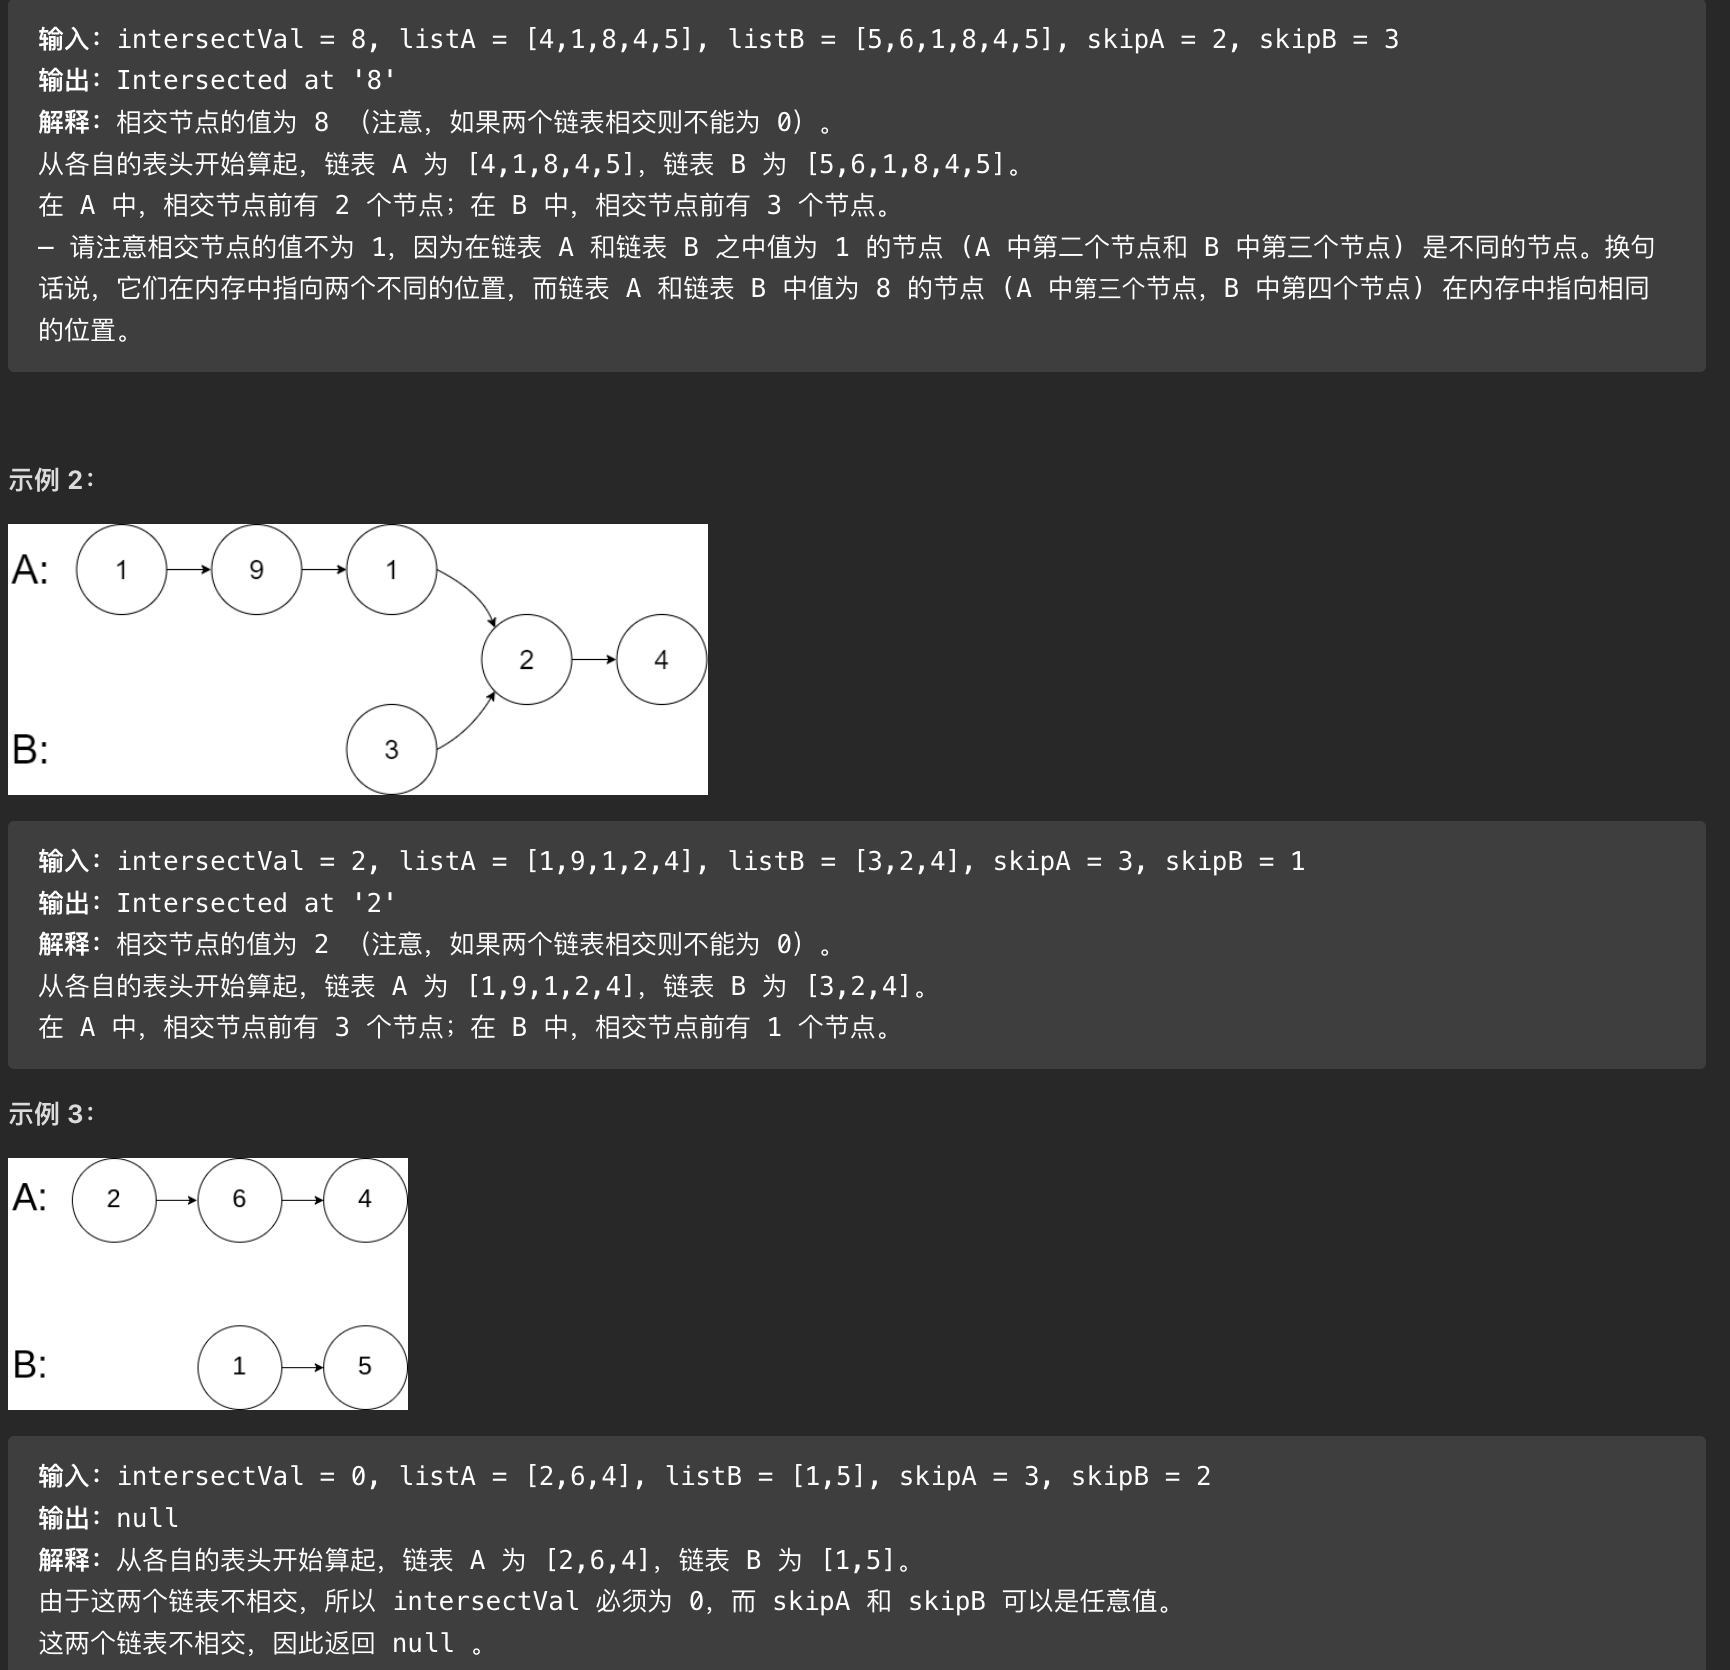 输入：intersectVal = 8, listA = [4,1,8,4,5], listB = [5,6,1,8,4,5], skipA = 2, skipB = 3
输出：Intersected at '8'
解释：相交节点的值为 8 （注意，如果两个链表相交则不能为 0）。
从各自的表头开始算起，链表 A 为 [4,1,8,4,5]，链表 B 为 [5,6,1,8,4,5]。
在 A 中，相交节点前有 2 个节点；在 B 中，相交节点前有 3 个节点。
— 请注意相交节点的值不为 1，因为在链表 A 和链表 B 之中值为 1 的节点 (A 中第二个节点和 B 中第三个节点) 是不同的节点。换句
话说，它们在内存中指向两个不同的位置，而链表 A 和链表 B 中值为 8 的节点 (A 中第三个节点，B 中第四个节点) 在内存中指向相同
的位置。
示例 2：
A: 1 9 1
2 4
B: 3
输入：intersectVal = 2, listA = [1,9,1,2,4], listB = [3,2,4], skipA = 3, skipB = 1
输出：Intersected at '2'
解释：相交节点的值为 2 （注意，如果两个链表相交则不能为 0）。
从各自的表头开始算起，链表 A 为 [1,9,1,2,4]，链表 B 为 [3,2,4]。
在 A 中，相交节点前有 3 个节点；在 B 中，相交节点前有 1 个节点。
示例 3：
A: 2 6 4
B: 1 5
输入：intersectVal = 0, listA = [2,6,4], listB = [1,5], skipA = 3, skipB = 2
输出：null
解释：从各自的表头开始算起，链表 A 为 [2,6,4]，链表 B 为 [1,5]。
由于这两个链表不相交，所以 intersectVal 必须为 0，而 skipA 和 skipB 可以是任意值。
这两个链表不相交，因此返回 null 。